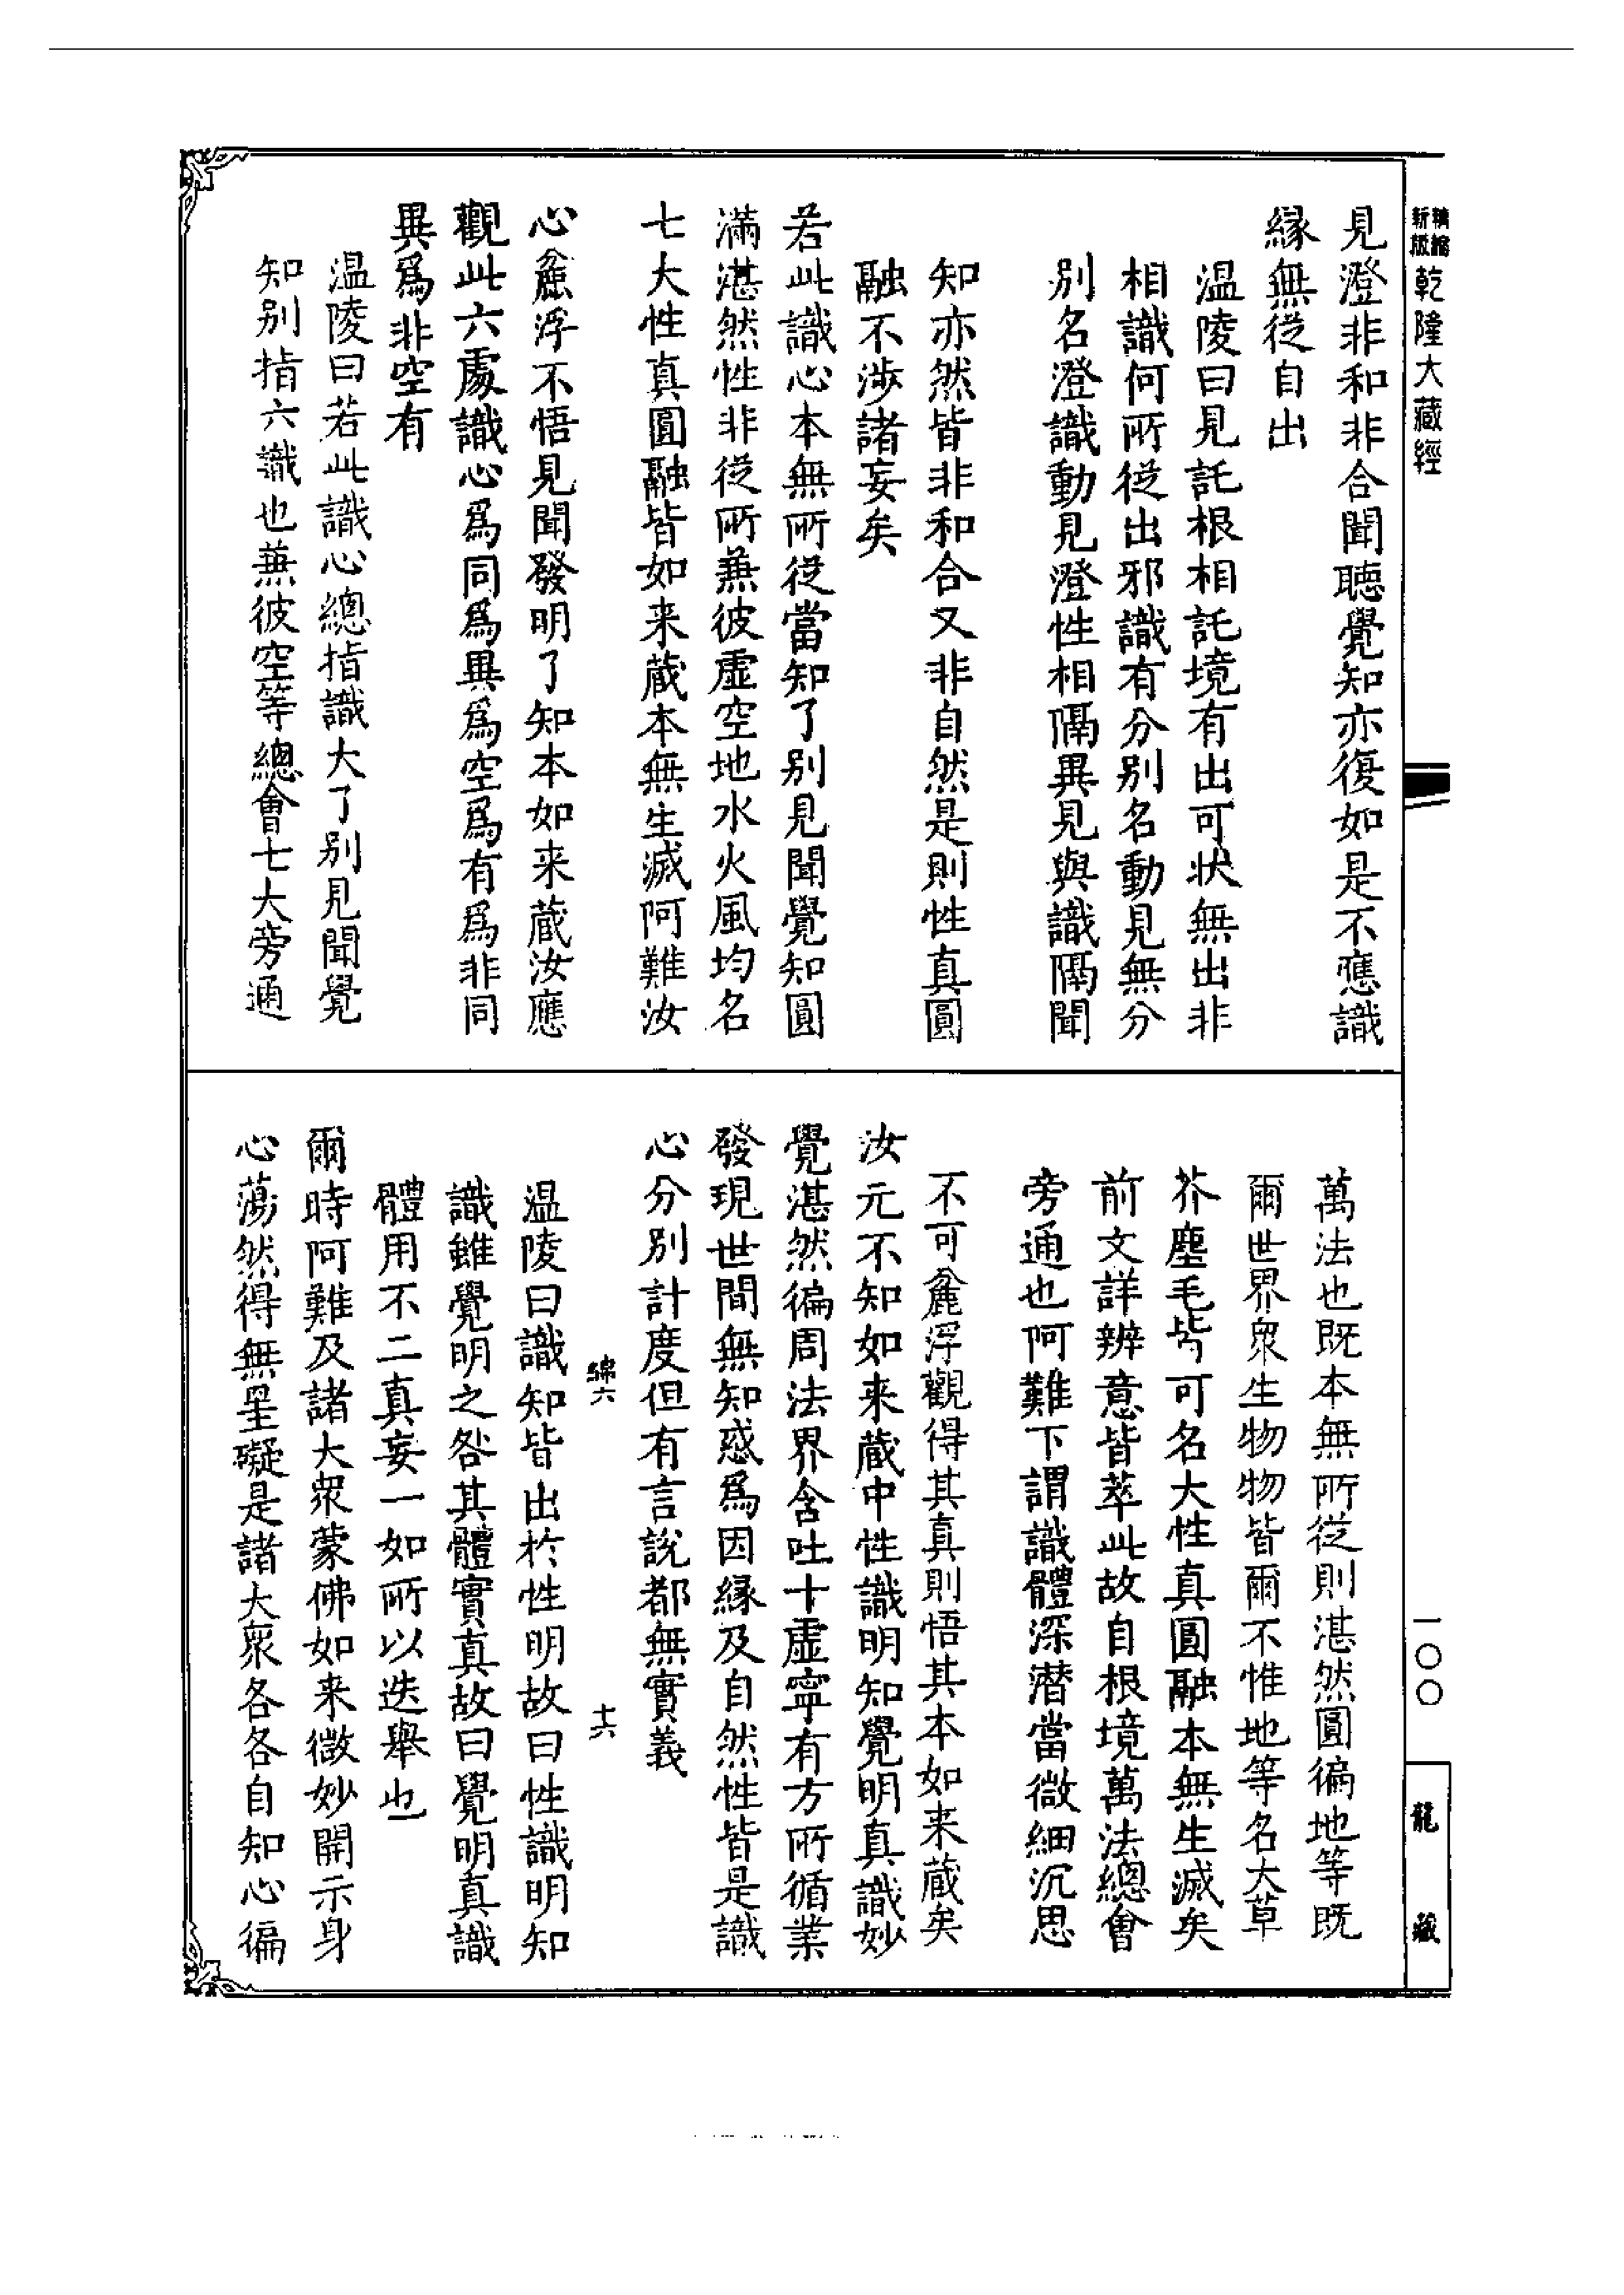 新版精縮乾隆大藏經
一〇〇
龍藏
見澄非和非合聞聽覺知亦復如是不應識
縁無從自出
温陵曰見託根相託境有出可狀無出非
相識何所從出邪識有分别名動見無分
别名澄識動見澄性相隔異見與識隔聞
知亦然皆非和合又非自然是則性真圓
融不涉諸妄矣
若此識心本無所從當知了别見聞覺知圓
滿湛然性非從所兼彼虛空地水火風均名
七大性真圓融皆如来蔵本無生滅阿難汝
心麁浮不悟見聞發明了知本如来蔵汝應
觀此六處識心爲同爲異爲空爲有爲非同
異爲非空有
温陵曰若此識心總指識大了别見聞覺
知别指六識也兼彼空等總會七大旁通
萬法也既本無所從則湛然圓徧地等既
爾世界衆生物物皆爾不惟地等名大草
芥塵毛皆可名大性真圓融本無生滅矣
前文詳辨意皆萃此故自根境萬法總會
旁通也阿難下謂識體深潜當微細沉思
不可麁浮觀得其真則悟其本如来蔵矣
汝元不知如来蔵中性識明知覺明真識妙
覺湛然徧周法界含吐十虛寧有方所循業
發現世間無知惑爲因縁及自然性皆是識
心分别計度但有言說都無實義
綿六 十六
温陵曰識知皆出於性明故曰性識明知
識雖覺明之咎其體實真故曰覺明真識
體用不二真妄一如所以迭舉也
爾時阿難及諸大衆蒙佛如来微妙開示身
心蕩然得無罣礙是諸大衆各各自知心徧